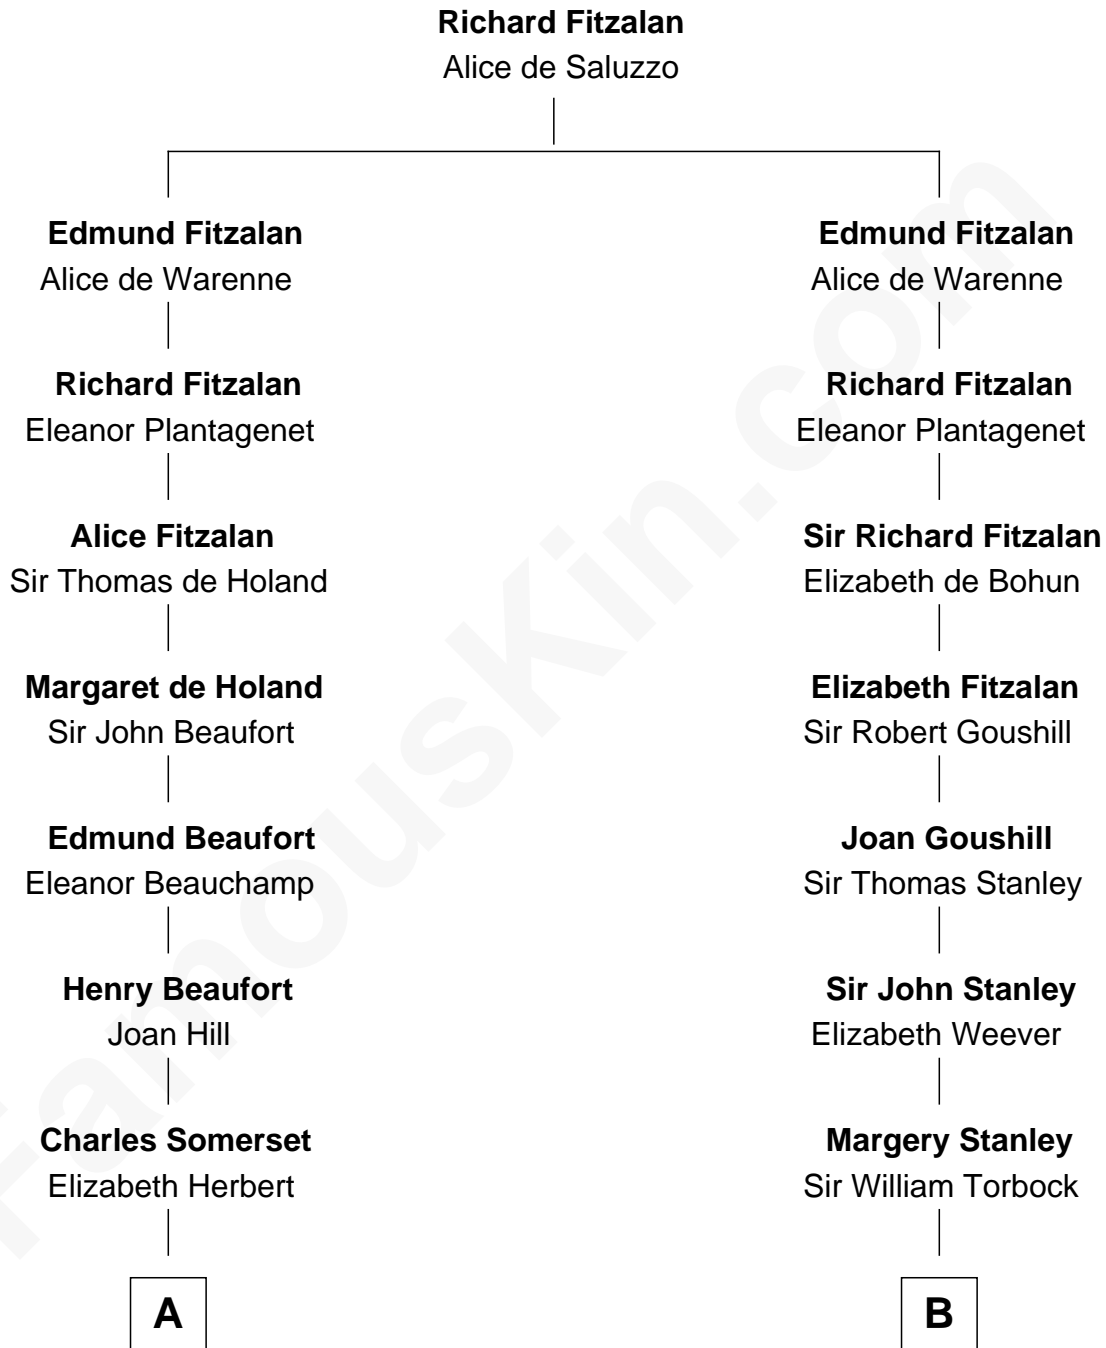 Richard Fitzalan
Alice de Saluzzo
Edmund Fitzalan
Alice de Warenne
Edmund Fitzalan
Alice de Warenne
Richard Fitzalan
Eleanor Plantagenet
Richard Fitzalan
Eleanor Plantagenet
Alice Fitzalan
Sir Thomas de Holand
Sir Richard Fitzalan
Elizabeth de Bohun
Margaret de Holand
Sir John Beaufort
Elizabeth Fitzalan
Sir Robert Goushill
Edmund Beaufort
Eleanor Beauchamp
Joan Goushill
Sir Thomas Stanley
Henry Beaufort
Joan Hill
Sir John Stanley
Elizabeth Weever
Charles Somerset
Elizabeth Herbert
Margery Stanley
Sir William Torbock
A
B
FamousKin.com